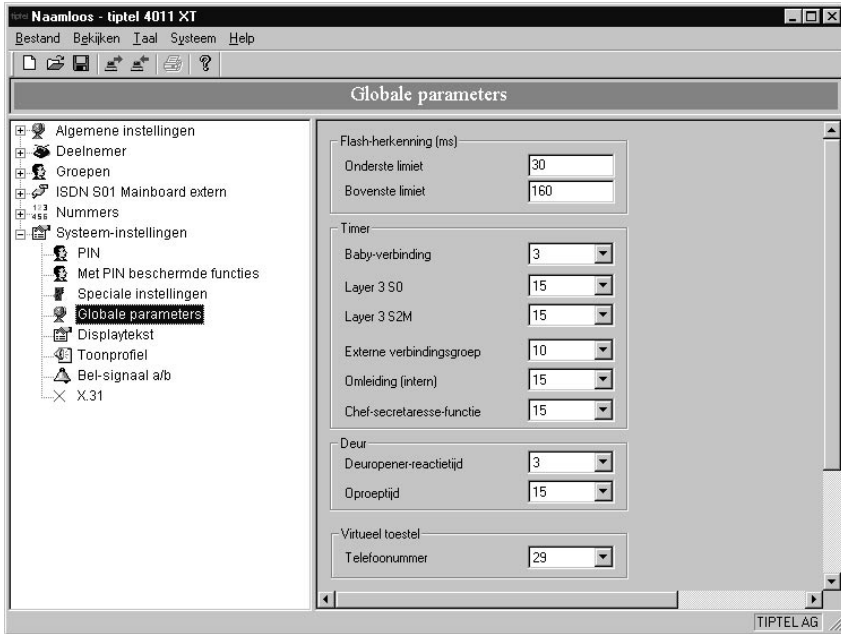 tiptel Naamloos - tiptel 4011 XT
Bestand Bekijken Taal Systeem Help
Globale parameters
Algemene instellingen
Deelnemer
Groepen
ISDN S01 Mainboard extern
123
456 Nummers
Systeem-instellingen
PIN
Met PIN beschermde functies
Speciale instellingen
Globale parameters
Displaytekst
Toonprofiel
Bel-signaal a/b
X.31
Flash-herkenning (ms)
Onderste limiet 30
Bovenste limiet 160
Timer
Baby-verbinding 3
Layer 3 S0 15
Layer 3 S2M 15
Externe verbindingsgroep 10
Omleiding (intern) 15
Chef-secretaresse-functie 15
Deur
Deuropener-reactietijd 3
Oproeptijd 15
Virtueel toestel
Telefoonummer 29
TIPTEL AG